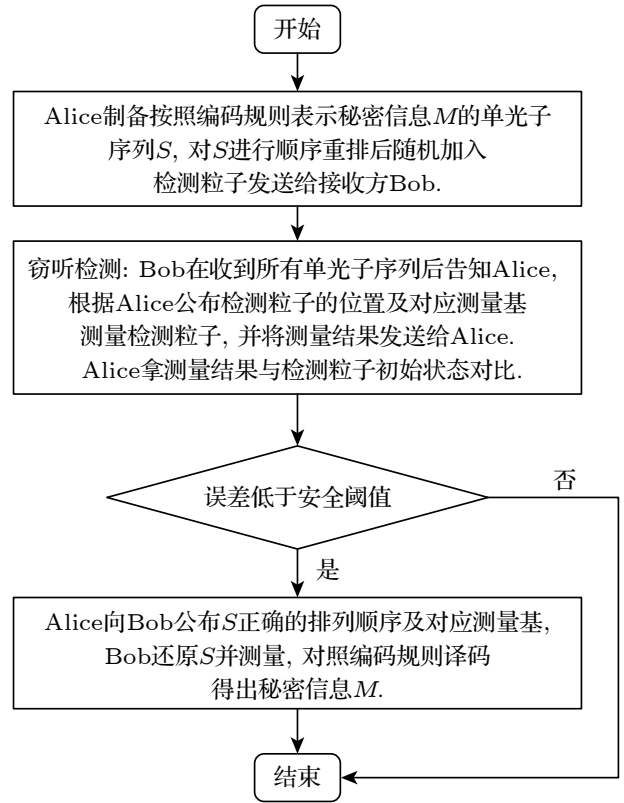 开始
Alice制备按照编码规则表示秘密信息M的单光子
序列S, 对S进行顺序重排后随机加入
检测粒子发送给接收方Bob.
窃听检测: Bob在收到所有单光子序列后告知Alice,
根据Alice公布检测粒子的位置及对应测量基
测量检测粒子, 并将测量结果发送给Alice.
Alice拿测量结果与检测粒子初始状态对比.
误差低于安全阈值
否
是
Alice向Bob公布S正确的排列顺序及对应测量基,
Bob还原S并测量, 对照编码规则译码
得出秘密信息M.
结束